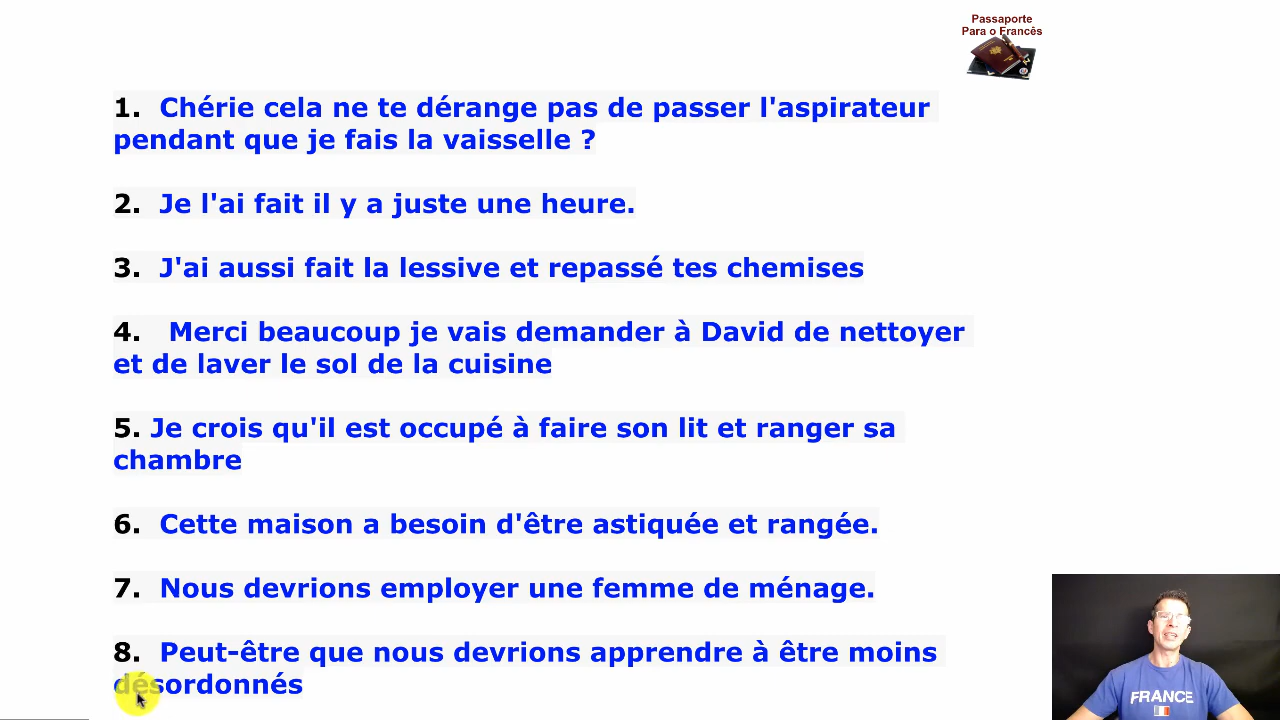 Passaporte
Para o Francês
1. Chérie cela ne te dérange pas de passer l'aspirateur
pendant que je fais la vaisselle ?
2. Je l'ai fait il y a juste une heure.
3. J'ai aussi fait la lessive et repassé tes chemises
4. Merci beaucoup je vais demander à David de nettoyer
et de laver le sol de la cuisine
5. Je crois qu'il est occupé à faire son lit et ranger sa
chambre
6. Cette maison a besoin d'être astiquée et rangée.
7. Nous devrions employer une femme de ménage.
8. Peut-être que nous devrions apprendre à être moins
désordonnés
FRANCE